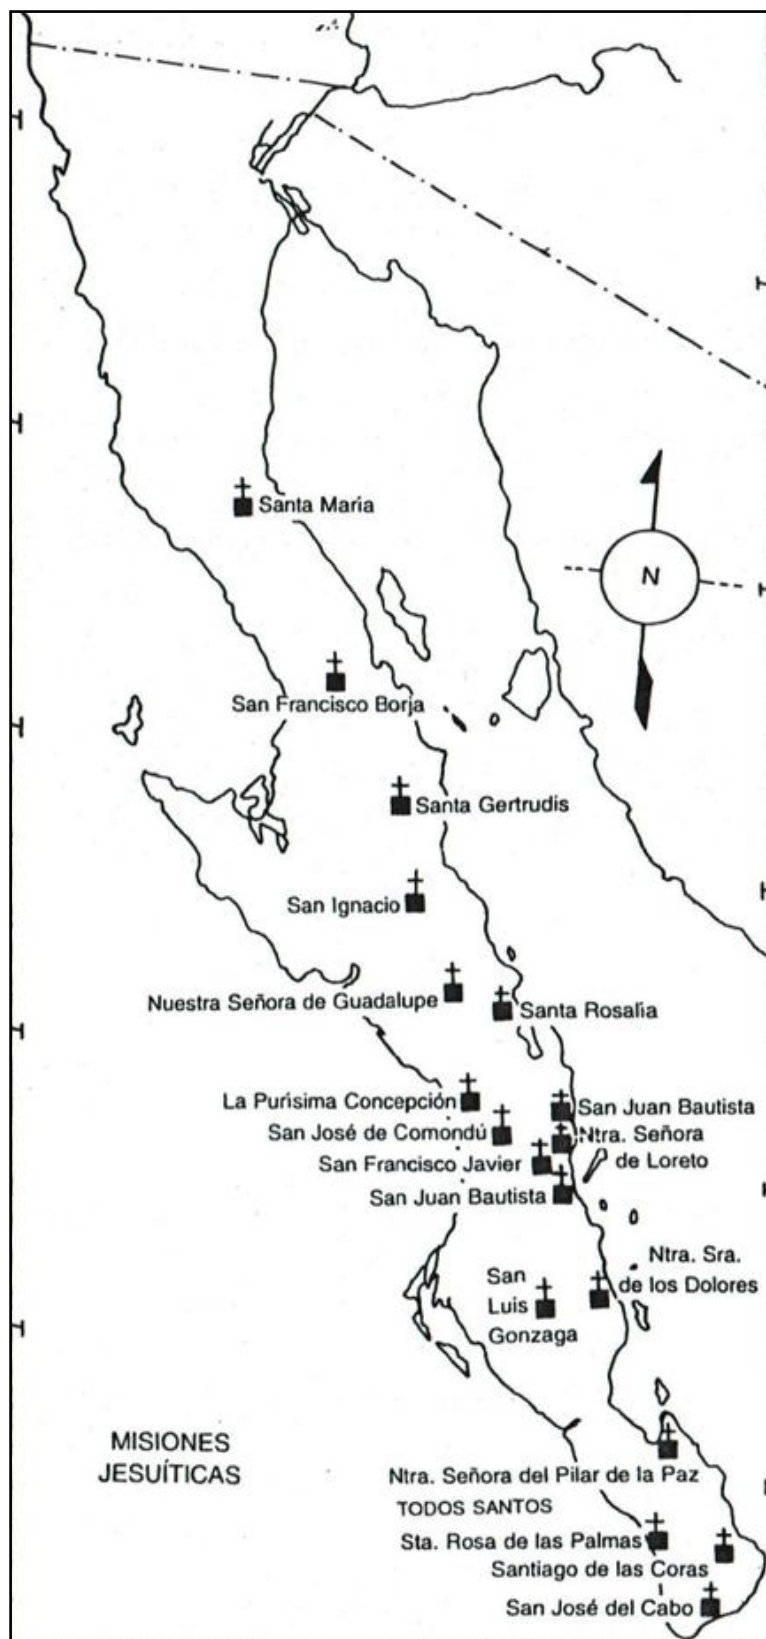 Santa Maria
N
San Francisco Borja
Santa Gertrudis
San Ignacio
Nuestra Señora de Guadalupe
Santa Rosalia
La Purísima Concepción
San Juan Bautista
San José de Comondú
Ntra. Señora
de Loreto
San Francisco Javier
San Juan Bautista
Ntra. Sra.
de los Dolores
San
Luis
Gonzaga
MISIONES
JESUÍTICAS
Ntra. Señora del Pilar de la Paz
TODOS SANTOS
Sta. Rosa de las Palmas
Santiago de las Coras
San José del Cabo